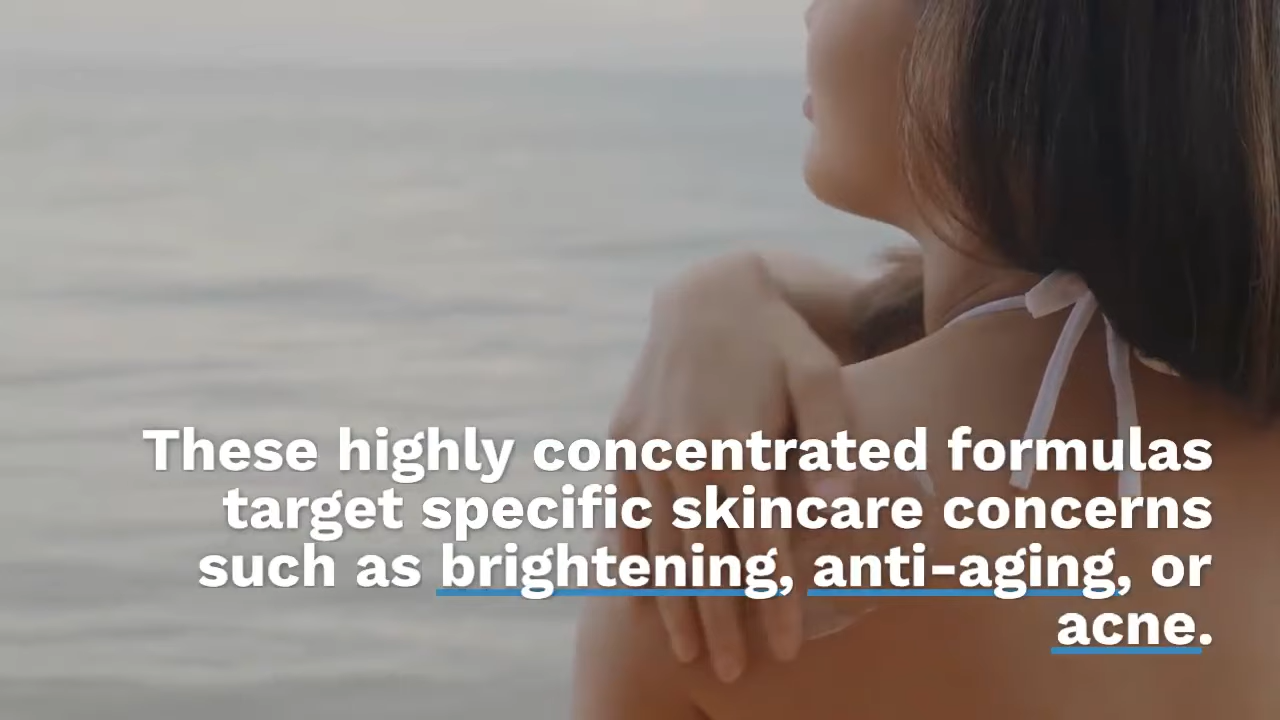 These highly concentrated formulas
target specific skincare concerns
such as brightening, anti-aging, or
acne.